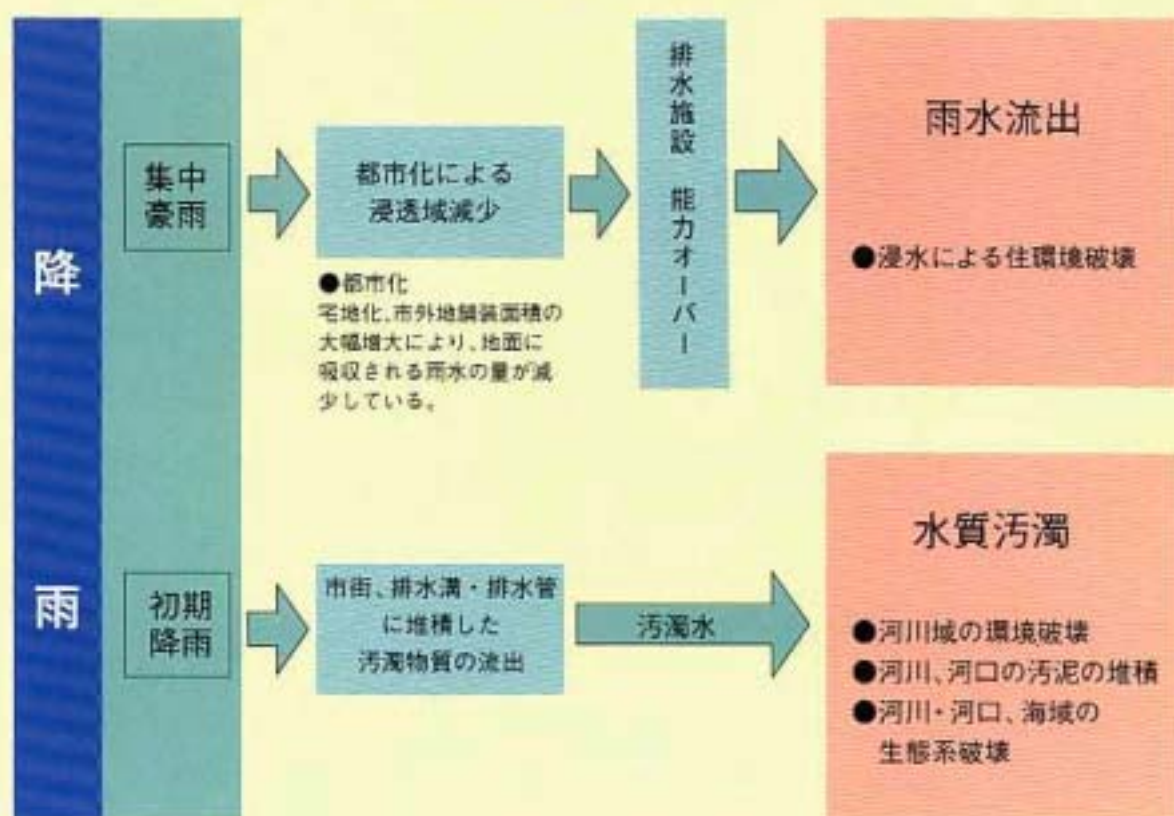 降雨
集中
豪雨
都市化による
浸透域減少
●都市化
宅地化、市外地舗装面積の
大幅増大により、地面に
吸収される雨水の量が減
少している。
排水施設 能力オーバー
雨水流出
●浸水による住環境破壊
初期
降雨
市街、排水溝・排水管
に堆積した
汚濁物質の流出
汚濁水
水質汚濁
●河川域の環境破壊
●河川、河口の汚泥の堆積
●河川・河口、海域の
生態系破壊